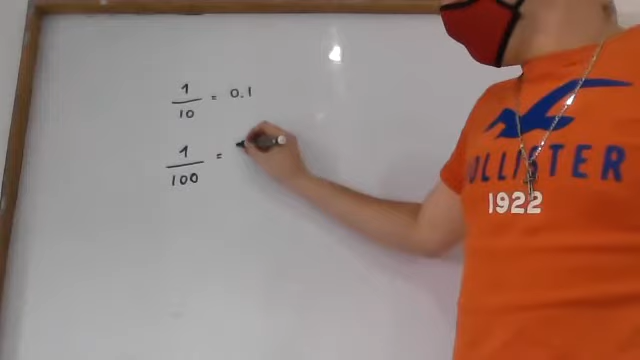 1/10 = 0.1
1/100 =
HOLLISTER
1922